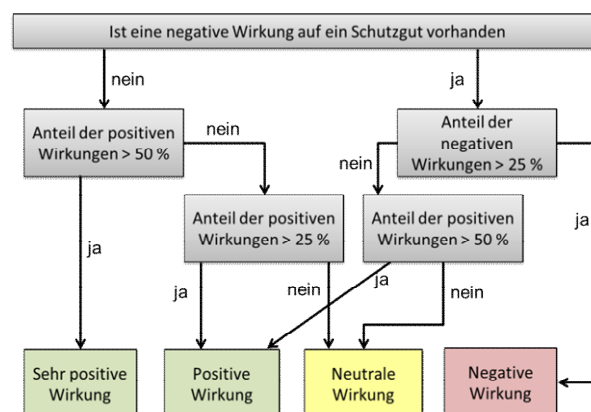 Ist eine negative Wirkung auf ein Schutzgut vorhanden
nein
ja
Anteil der positiven
Wirkungen > 50 %
nein
Anteil der
negativen
Wirkungen > 25 %
nein
ja
Anteil der positiven
Wirkungen > 25 %
Anteil der positiven
Wirkungen > 50 %
ja
ja
nein
ja
nein
Sehr positive
Wirkung
Positive
Wirkung
Neutrale
Wirkung
Negative
Wirkung